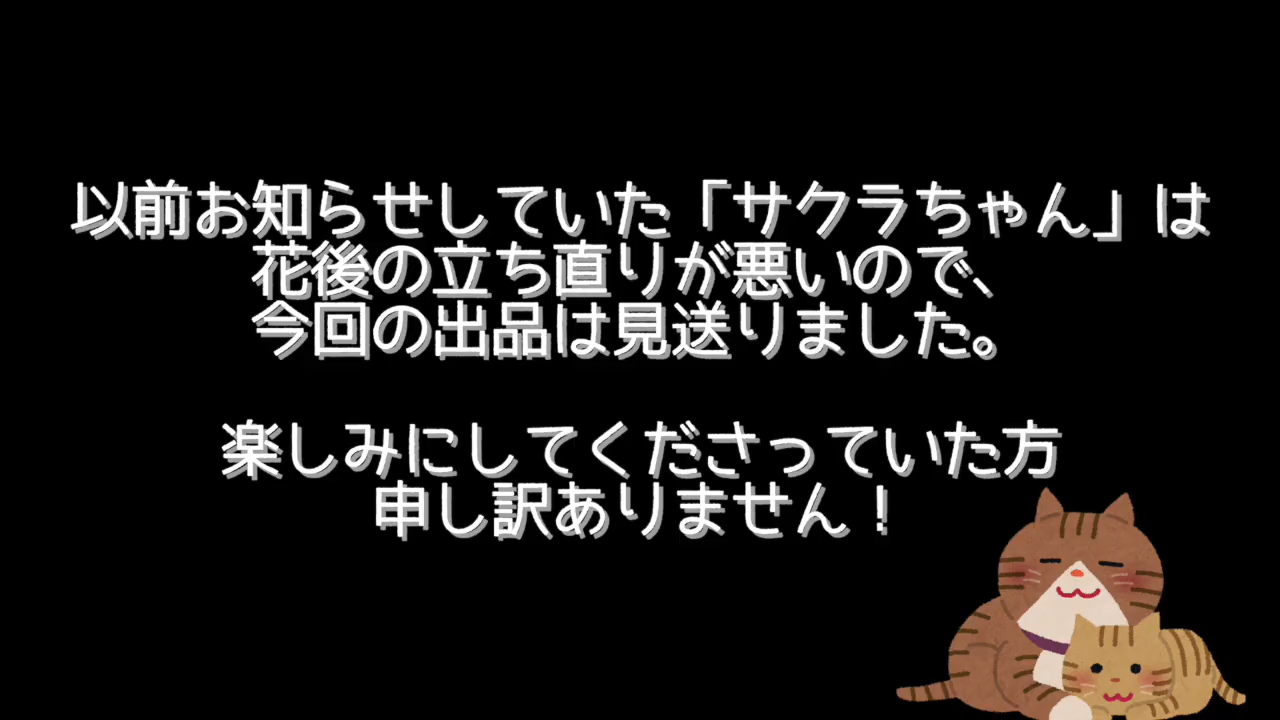 以前お知らせしていた「サクラちゃん」は
花後の立ち直りが悪いので、
今回の出品は見送りました。
楽しみにしてくださっていた方
申し訳ありません！